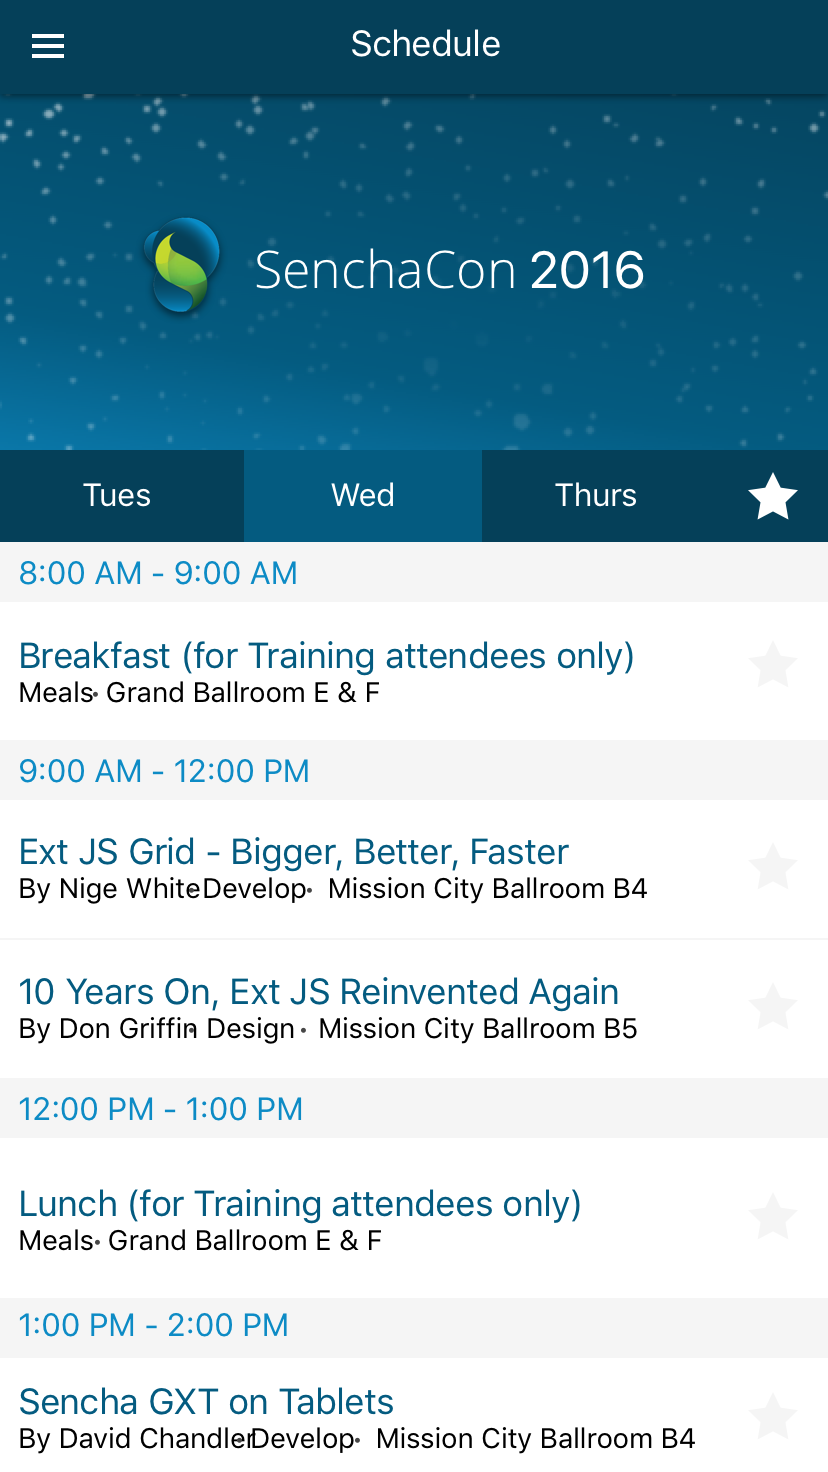 Schedule
SenchaCon 2016
Tues Wed Thurs
8:00 AM - 9:00 AM
Breakfast (for Training attendees only)
Meals· Grand Ballroom E & F
9:00 AM - 12:00 PM
Ext JS Grid - Bigger, Better, Faster
By Nige White·Develop· Mission City Ballroom B4
10 Years On, Ext JS Reinvented Again
By Don Griffin· Design · Mission City Ballroom B5
12:00 PM - 1:00 PM
Lunch (for Training attendees only)
Meals· Grand Ballroom E & F
1:00 PM - 2:00 PM
Sencha GXT on Tablets
By David Chandler·Develop· Mission City Ballroom B4